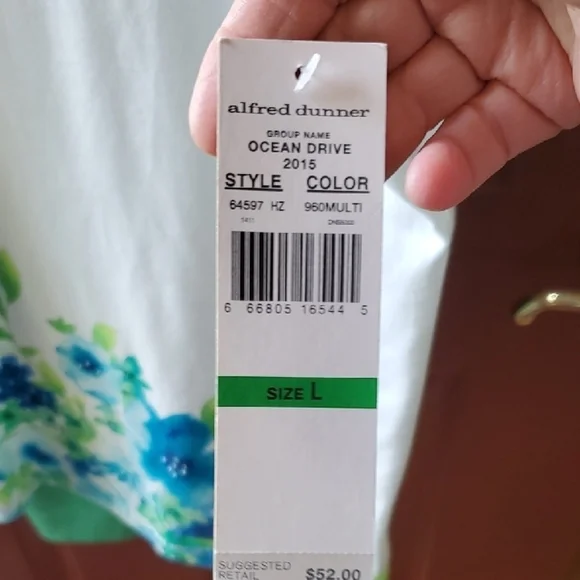 alfred dunner
GROUP NAME
OCEAN DRIVE
2015
STYLE COLOR
64597 HZ 960MULTI
6 66805 16544 5
SIZE L
SUGGESTED
RETAIL $52.00